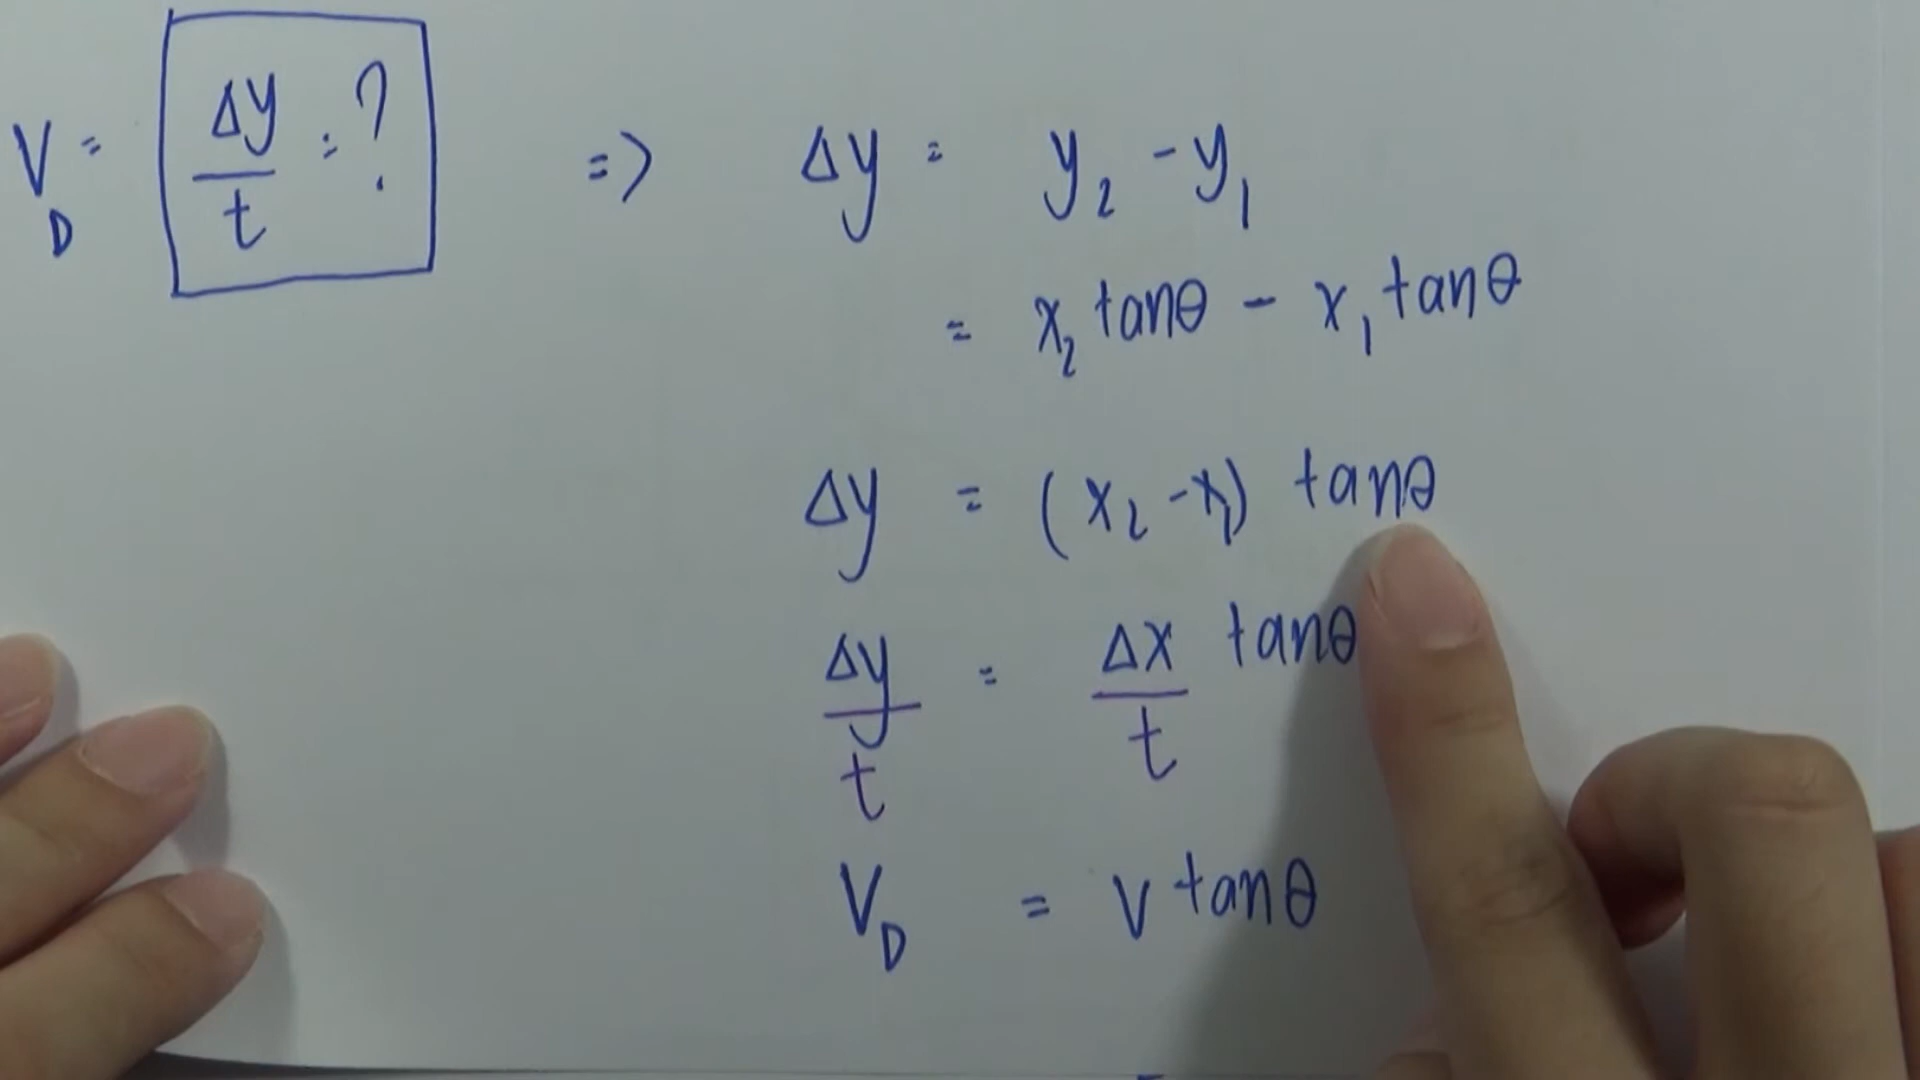 V_D = Δy/t = ? => Δy = y₂ - y₁
= x₂ tanθ - x₁ tanθ
Δy = (x₂ - x₁) tanθ
Δy/t = Δx/t tanθ
V_D = V tanθ